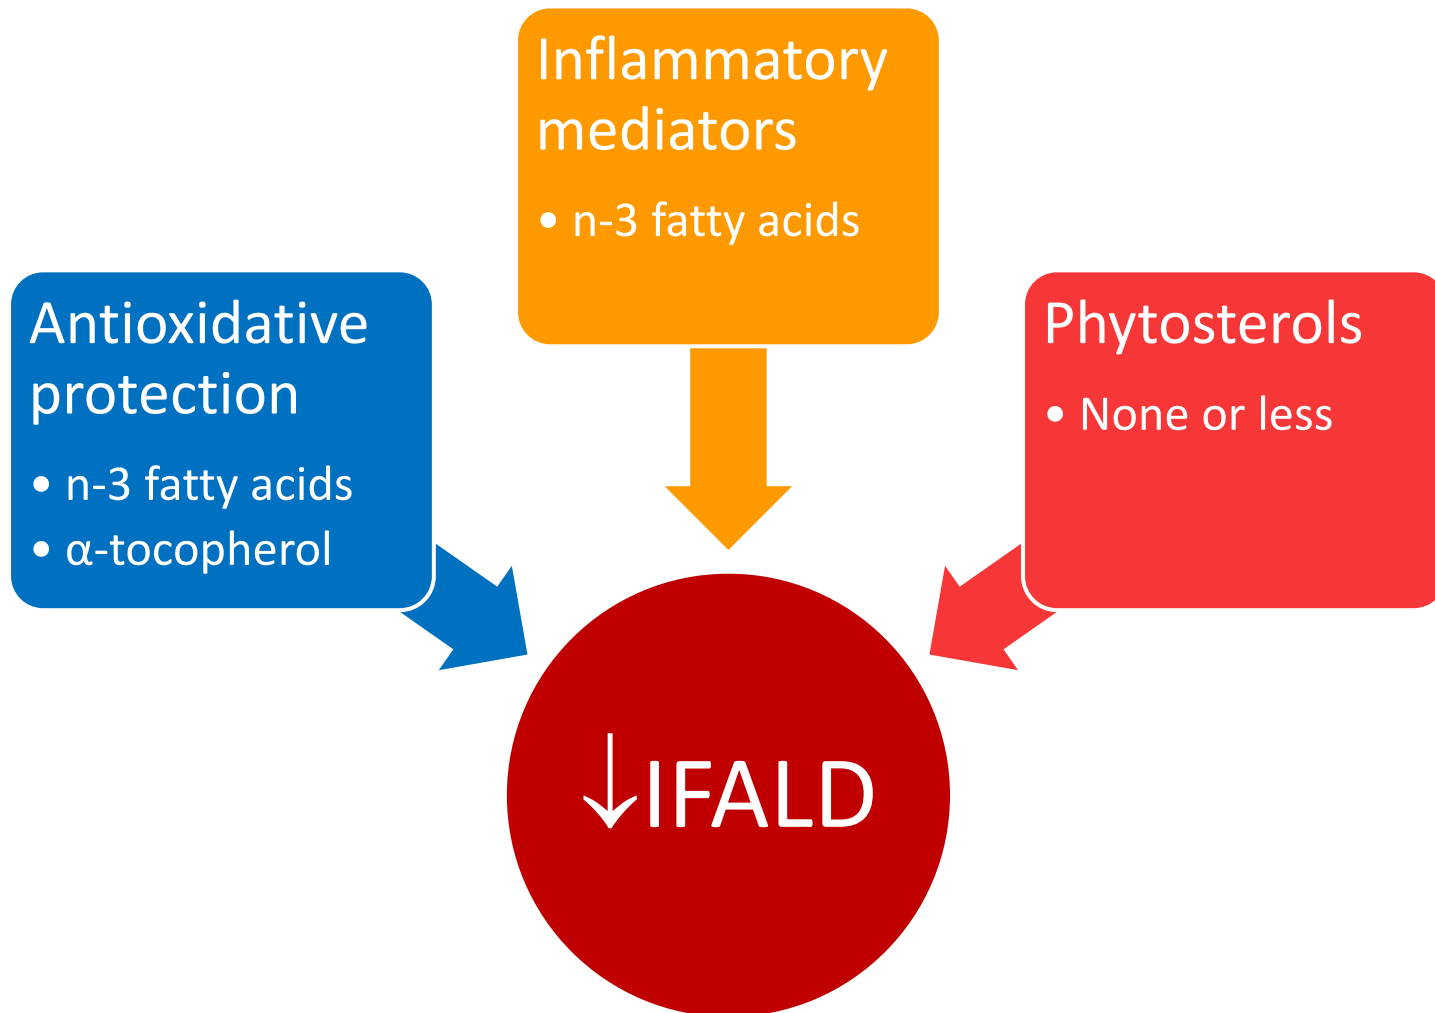 Inflammatory
mediators
• n-3 fatty acids
Antioxidative
protection
• n-3 fatty acids
• α-tocopherol
Phytosterols
• None or less
↓IFALD